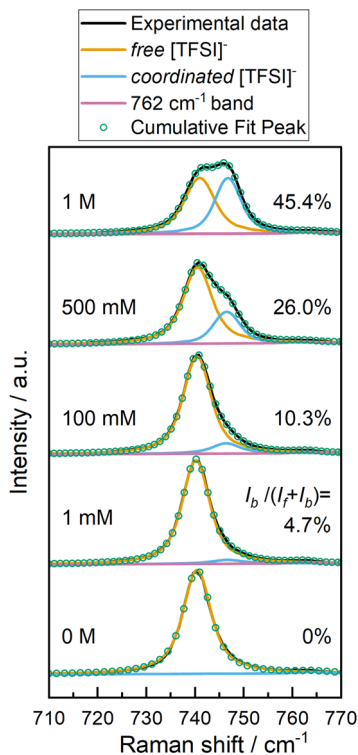 Experimental data
free [TFSI]⁻
coordinated [TFSI]⁻
762 cm⁻¹ band
Cumulative Fit Peak
1 M 45.4%
500 mM 26.0%
100 mM 10.3%
I_b /(I_f+I_b)=
1 mM 4.7%
0 M 0%
Intensity / a.u.
710 720 730 740 750 760 770
Raman shift / cm⁻¹